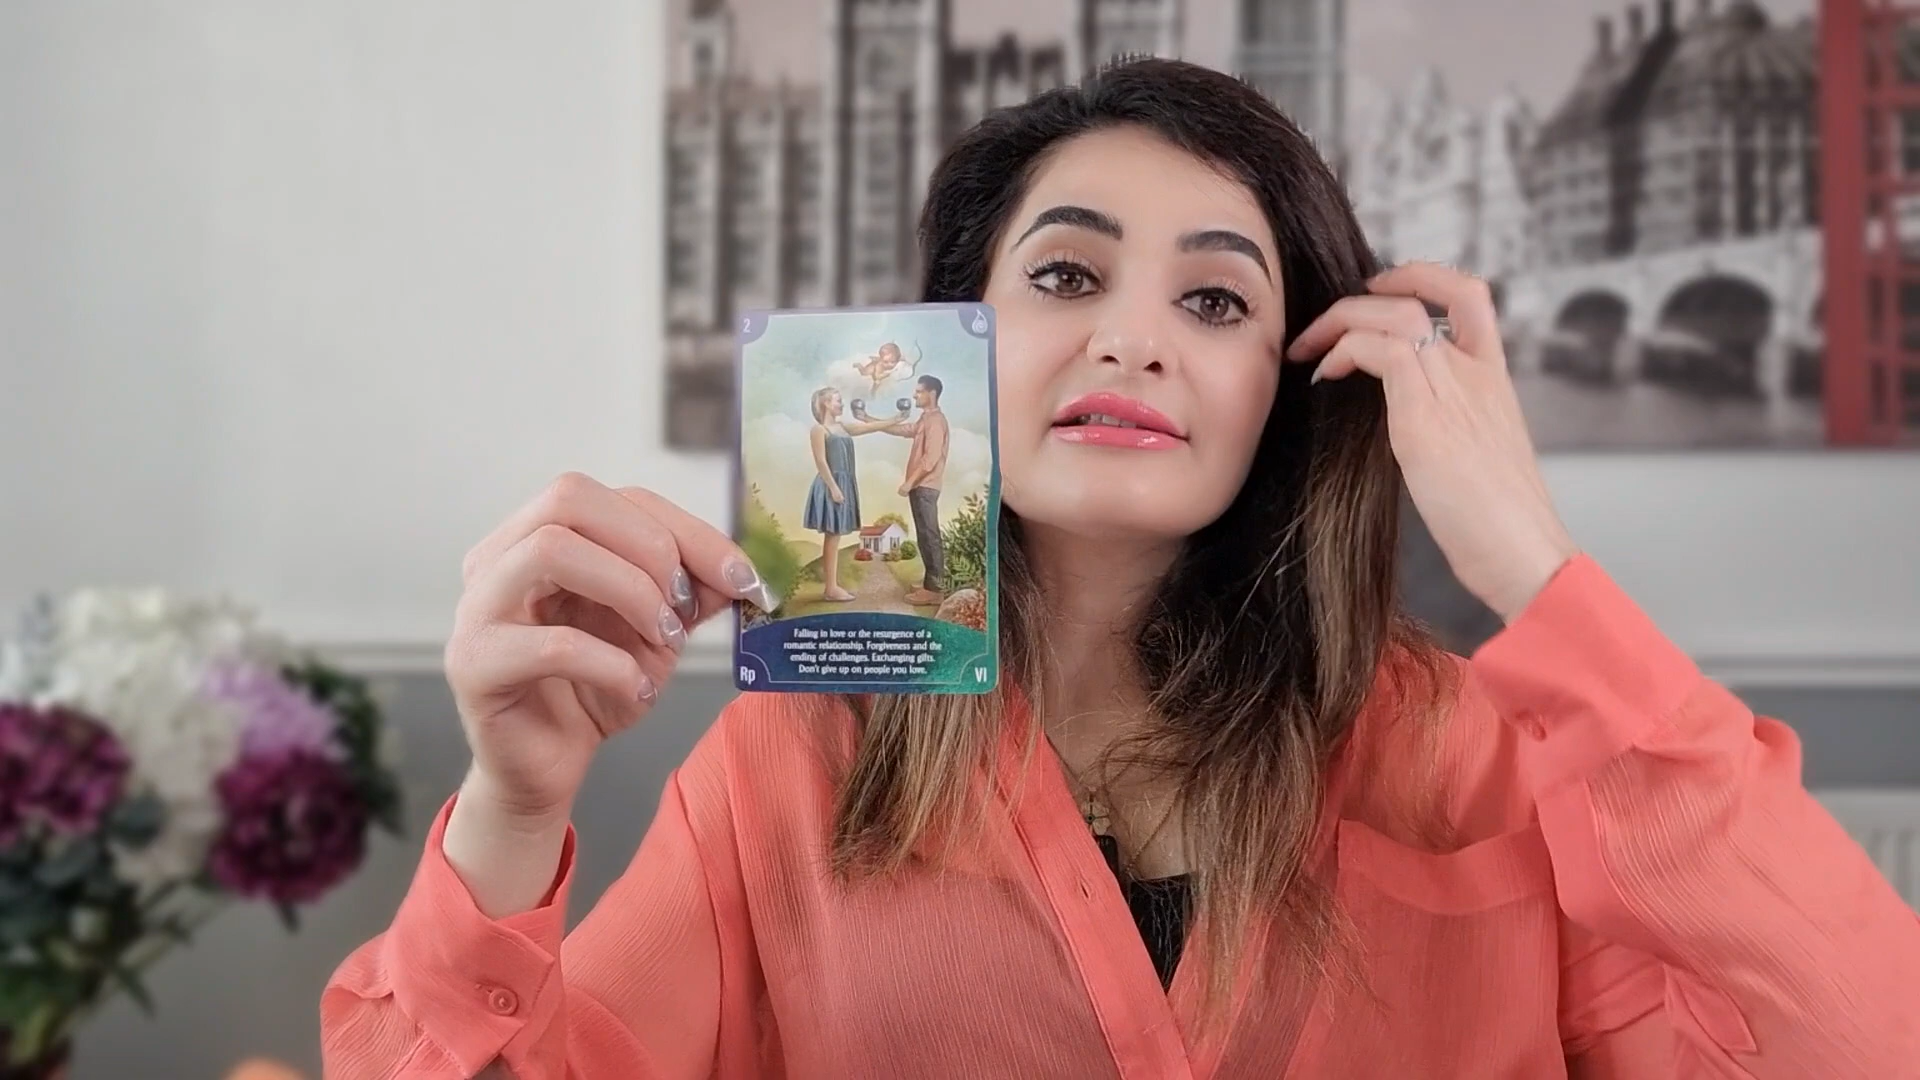 2
Falling in love or the resurgence of a
romantic relationship. Forgiveness and the
ending of challenges. Exchanging gifts.
Don't give up on people you love.
Rp
VI